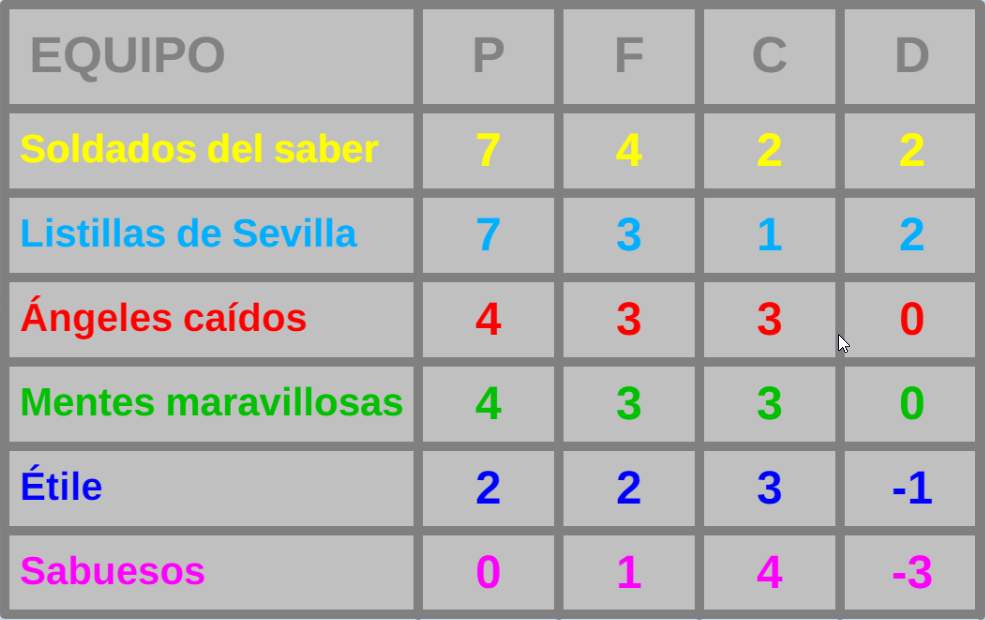 EQUIPO P F C D
Soldados del saber 7 4 2 2
Listillas de Sevilla 7 3 1 2
Ángeles caídos 4 3 3 0
Mentes maravillosas 4 3 3 0
Étile 2 2 3 -1
Sabuesos 0 1 4 -3